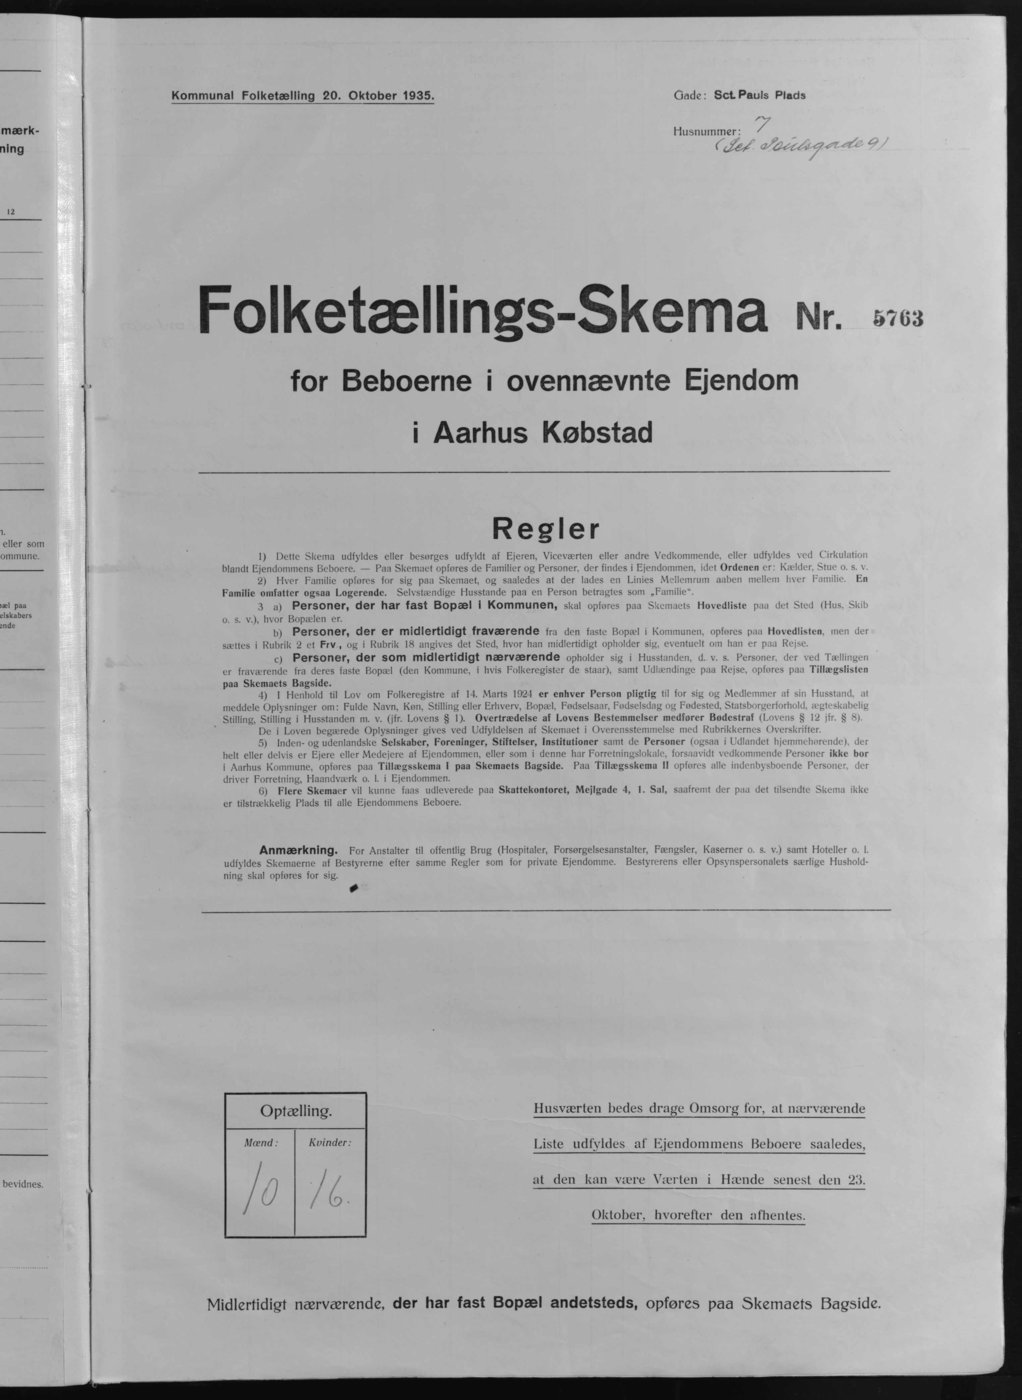 mærk-
ning
12
n.
eller som
ommune.
pæl paa
elskabers
ende
bevidnes.
Kommunal Folketælling 20. Oktober 1935.
Gade: Sct. Pauls Plads
Husnummer: 7
(Sct. Paulsgade 9)
Folketællings-Skema Nr. 5763
for Beboerne i ovennævnte Ejendom
i Aarhus Købstad
Regler
1) Dette Skema udfyldes eller besørges udfyldt af Ejeren, Viceværten eller andre Vedkommende, eller udfyldes ved Cirkulation
blandt Ejendommens Beboere. — Paa Skemaet opføres de Familier og Personer, der findes i Ejendommen, idet Ordenen er: Kælder, Stue o. s. v.
2) Hver Familie opføres for sig paa Skemaet, og saaledes at der lades en Linies Mellemrum aaben mellem hver Familie. En
Familie omfatter ogsaa Logerende. Selvstændige Husstande paa en Person betragtes som „Familie“.
3 a) Personer, der har fast Bopæl i Kommunen, skal opføres paa Skemaets Hovedliste paa det Sted (Hus, Skib
o. s. v.), hvor Bopælen er.
b) Personer, der er midlertidigt fraværende fra den faste Bopæl i Kommunen, opføres paa Hovedlisten, men der
sættes i Rubrik 2 et Frv., og i Rubrik 18 angives det Sted, hvor han midlertidigt opholder sig, eventuelt om han er paa Rejse.
c) Personer, der som midlertidigt nærværende opholder sig i Husstanden, d. v. s. Personer, der ved Tællingen
er fraværende fra deres faste Bopæl (den Kommune, i hvis Folkeregister de staar), samt Udlændinge paa Rejse, opføres paa Tillægslisten
paa Skemaets Bagside.
4) I Henhold til Lov om Folkeregistre af 14. Marts 1924 er enhver Person pligtig til for sig og Medlemmer af sin Husstand, at
meddele Oplysninger om: Fulde Navn, Køn, Stilling eller Erhverv, Bopæl, Fødselsaar, Fødselsdag og Fødested, Statsborgerforhold, ægteskabelig
Stilling, Stilling i Husstanden m. v. (jfr. Lovens § 1). Overtrædelse af Lovens Bestemmelser medfører Bødestraf (Lovens § 12 jfr. § 8).
De i Loven begærede Oplysninger gives ved Udfyldelsen af Skemaet i Overensstemmelse med Rubrikkernes Overskrifter.
5) Inden- og udenlandske Selskaber, Foreninger, Stiftelser, Institutioner samt de Personer (ogsaa i Udlandet hjemmehørende), der
helt eller delvis er Ejere eller Medejere af Ejendommen, eller som i denne har Forretningslokale, forsaavidt vedkommende Personer ikke bor
i Aarhus Kommune, opføres paa Tillægsskema I paa Skemaets Bagside. Paa Tillægsskema II opføres alle indenbysboende Personer, der
driver Forretning, Haandværk o. l. i Ejendommen.
6) Flere Skemaer vil kunne faas udleverede paa Skattekontoret, Mejlgade 4, 1. Sal, saafremt der paa det tilsendte Skema ikke
er tilstrækkelig Plads til alle Ejendommens Beboere.
Anmærkning. For Anstalter til offentlig Brug (Hospitaler, Forsørgelsesanstalter, Fængsler, Kaserner o. s. v.) samt Hoteller o. l.
udfyldes Skemaerne af Bestyrerne efter samme Regler som for private Ejendomme. Bestyrerens eller Opsynspersonalets særlige Hushold-
ning skal opføres for sig.
Optælling.
Mænd: Kvinder:
10 16.
Husværten bedes drage Omsorg for, at nærværende
Liste udfyldes af Ejendommens Beboere saaledes,
at den kan være Værten i Hænde senest den 23.
Oktober, hvorefter den afhentes.
Midlertidigt nærværende, der har fast Bopæl andetsteds, opføres paa Skemaets Bagside.